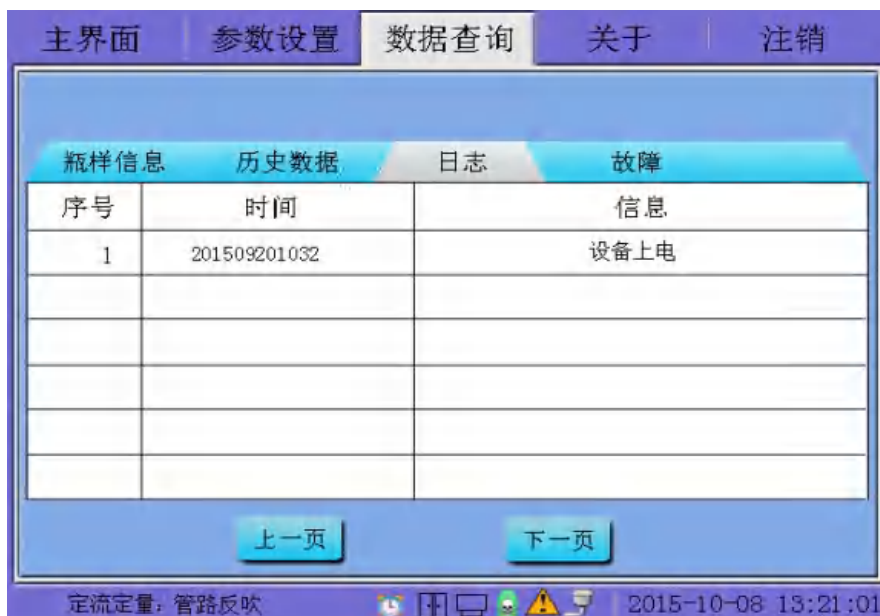 主界面 参数设置 数据查询 关于 注销
瓶样信息 历史数据 日志 故障
序号 时间 信息
1 201509201032 设备上电
上一页 下一页
定流定量：管路反吹 2015-10-08 13:21:01